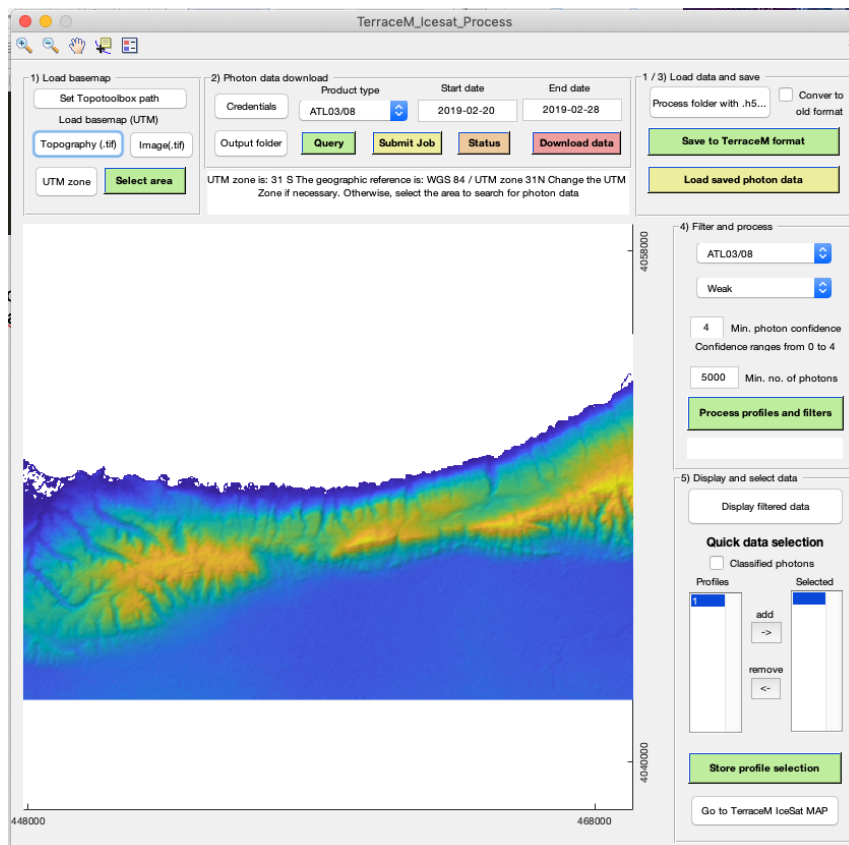 TerraceM_Icesat_Process
1) Load basemap
Set Topotoolbox path
Load basemap (UTM)
Topography (.tif)
Image(.tif)
UTM zone
Select area
2) Photon data download
Product type
Start date
End date
Credentials
ATL03/08
2019-02-20
2019-02-28
Output folder
Query
Submit Job
Status
Download data
UTM zone is: 31 S The geographic reference is: WGS 84 / UTM zone 31N Change the UTM
Zone if necessary. Otherwise, select the area to search for photon
data
1 / 3) Load data and save
Process folder with .h5...
Conver to
old format
Save to TerraceM format
Load saved photon data
4) Filter and process
ATL03/08
Weak
4 Min. photon confidence
Confidence ranges from 0 to 4
5000 Min. no. of photons
Process profiles and filters
5) Display and select data
Display filtered data
Quick data selection
Classified photons
Profiles
Selected
1
add
->
remove
<-
Store profile selection
Go to TerraceM IceSat MAP
4058000
4040000
448000
468000